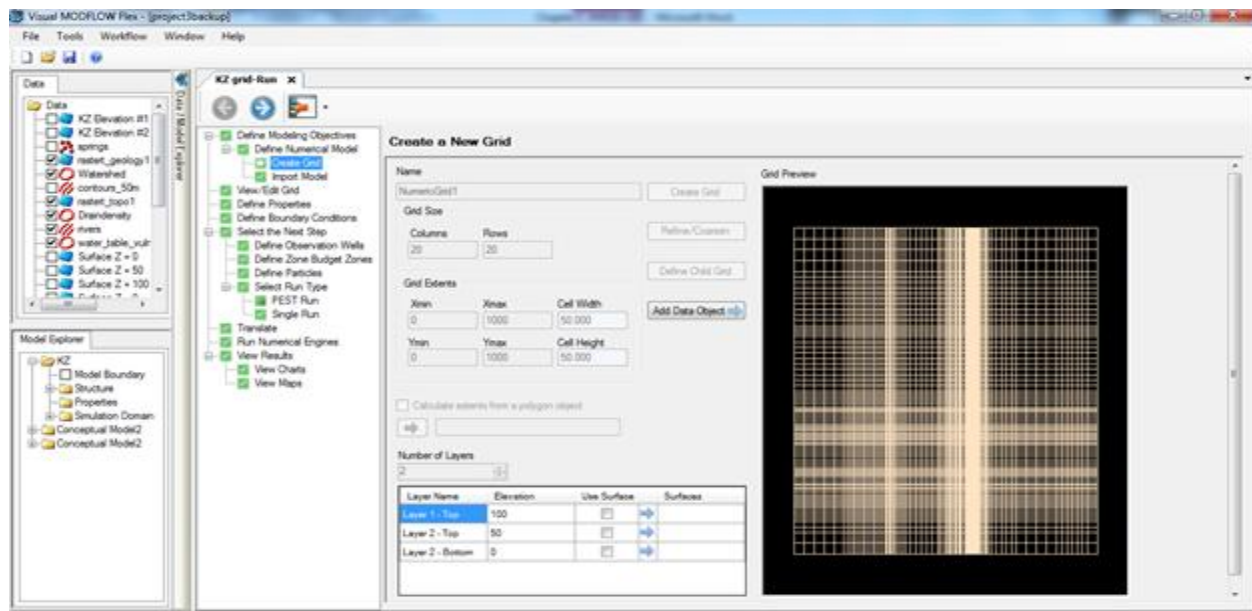 Visual MODFLOW Flex - [project3backup]
File Tools Workflow Window Help
Data
Data
KZ Elevation #1
KZ Elevation #2
springs
rastert_geology1
Watershed
contours_50m
rastert_topo1
Draindensity
rivers
water_table_vulr
Surface Z = 0
Surface Z = 50
Surface Z = 100
Data / Model Explorer
Model Explorer
KZ
Model Boundary
Structure
Properties
Simulation Domain
Conceptual Model2
Conceptual Model2
KZ grid-Run
Define Modeling Objectives
Define Numerical Model
Create Grid
Import Model
View/Edit Grid
Define Properties
Define Boundary Conditions
Select the Next Step
Define Observation Wells
Define Zone Budget Zones
Define Particles
Select Run Type
PEST Run
Single Run
Translate
Run Numerical Engines
View Results
View Charts
View Maps
Create a New Grid
Name
NumericGrid1 Create Grid
Grid Size
Columns Rows Refine/Coarsen
20 20
Define Child Grid
Grid Extents
Xmin Xmax Cell Width Add Data Object
0 1000 50.000
Ymin Ymax Cell Height
0 1000 50.000
Calculate extents from a polygon object
Number of Layers
2
Layer Name Elevation Use Surface Surfaces
Layer 1 - Top 100
Layer 2 - Top 50
Layer 2 - Bottom 0
Grid Preview